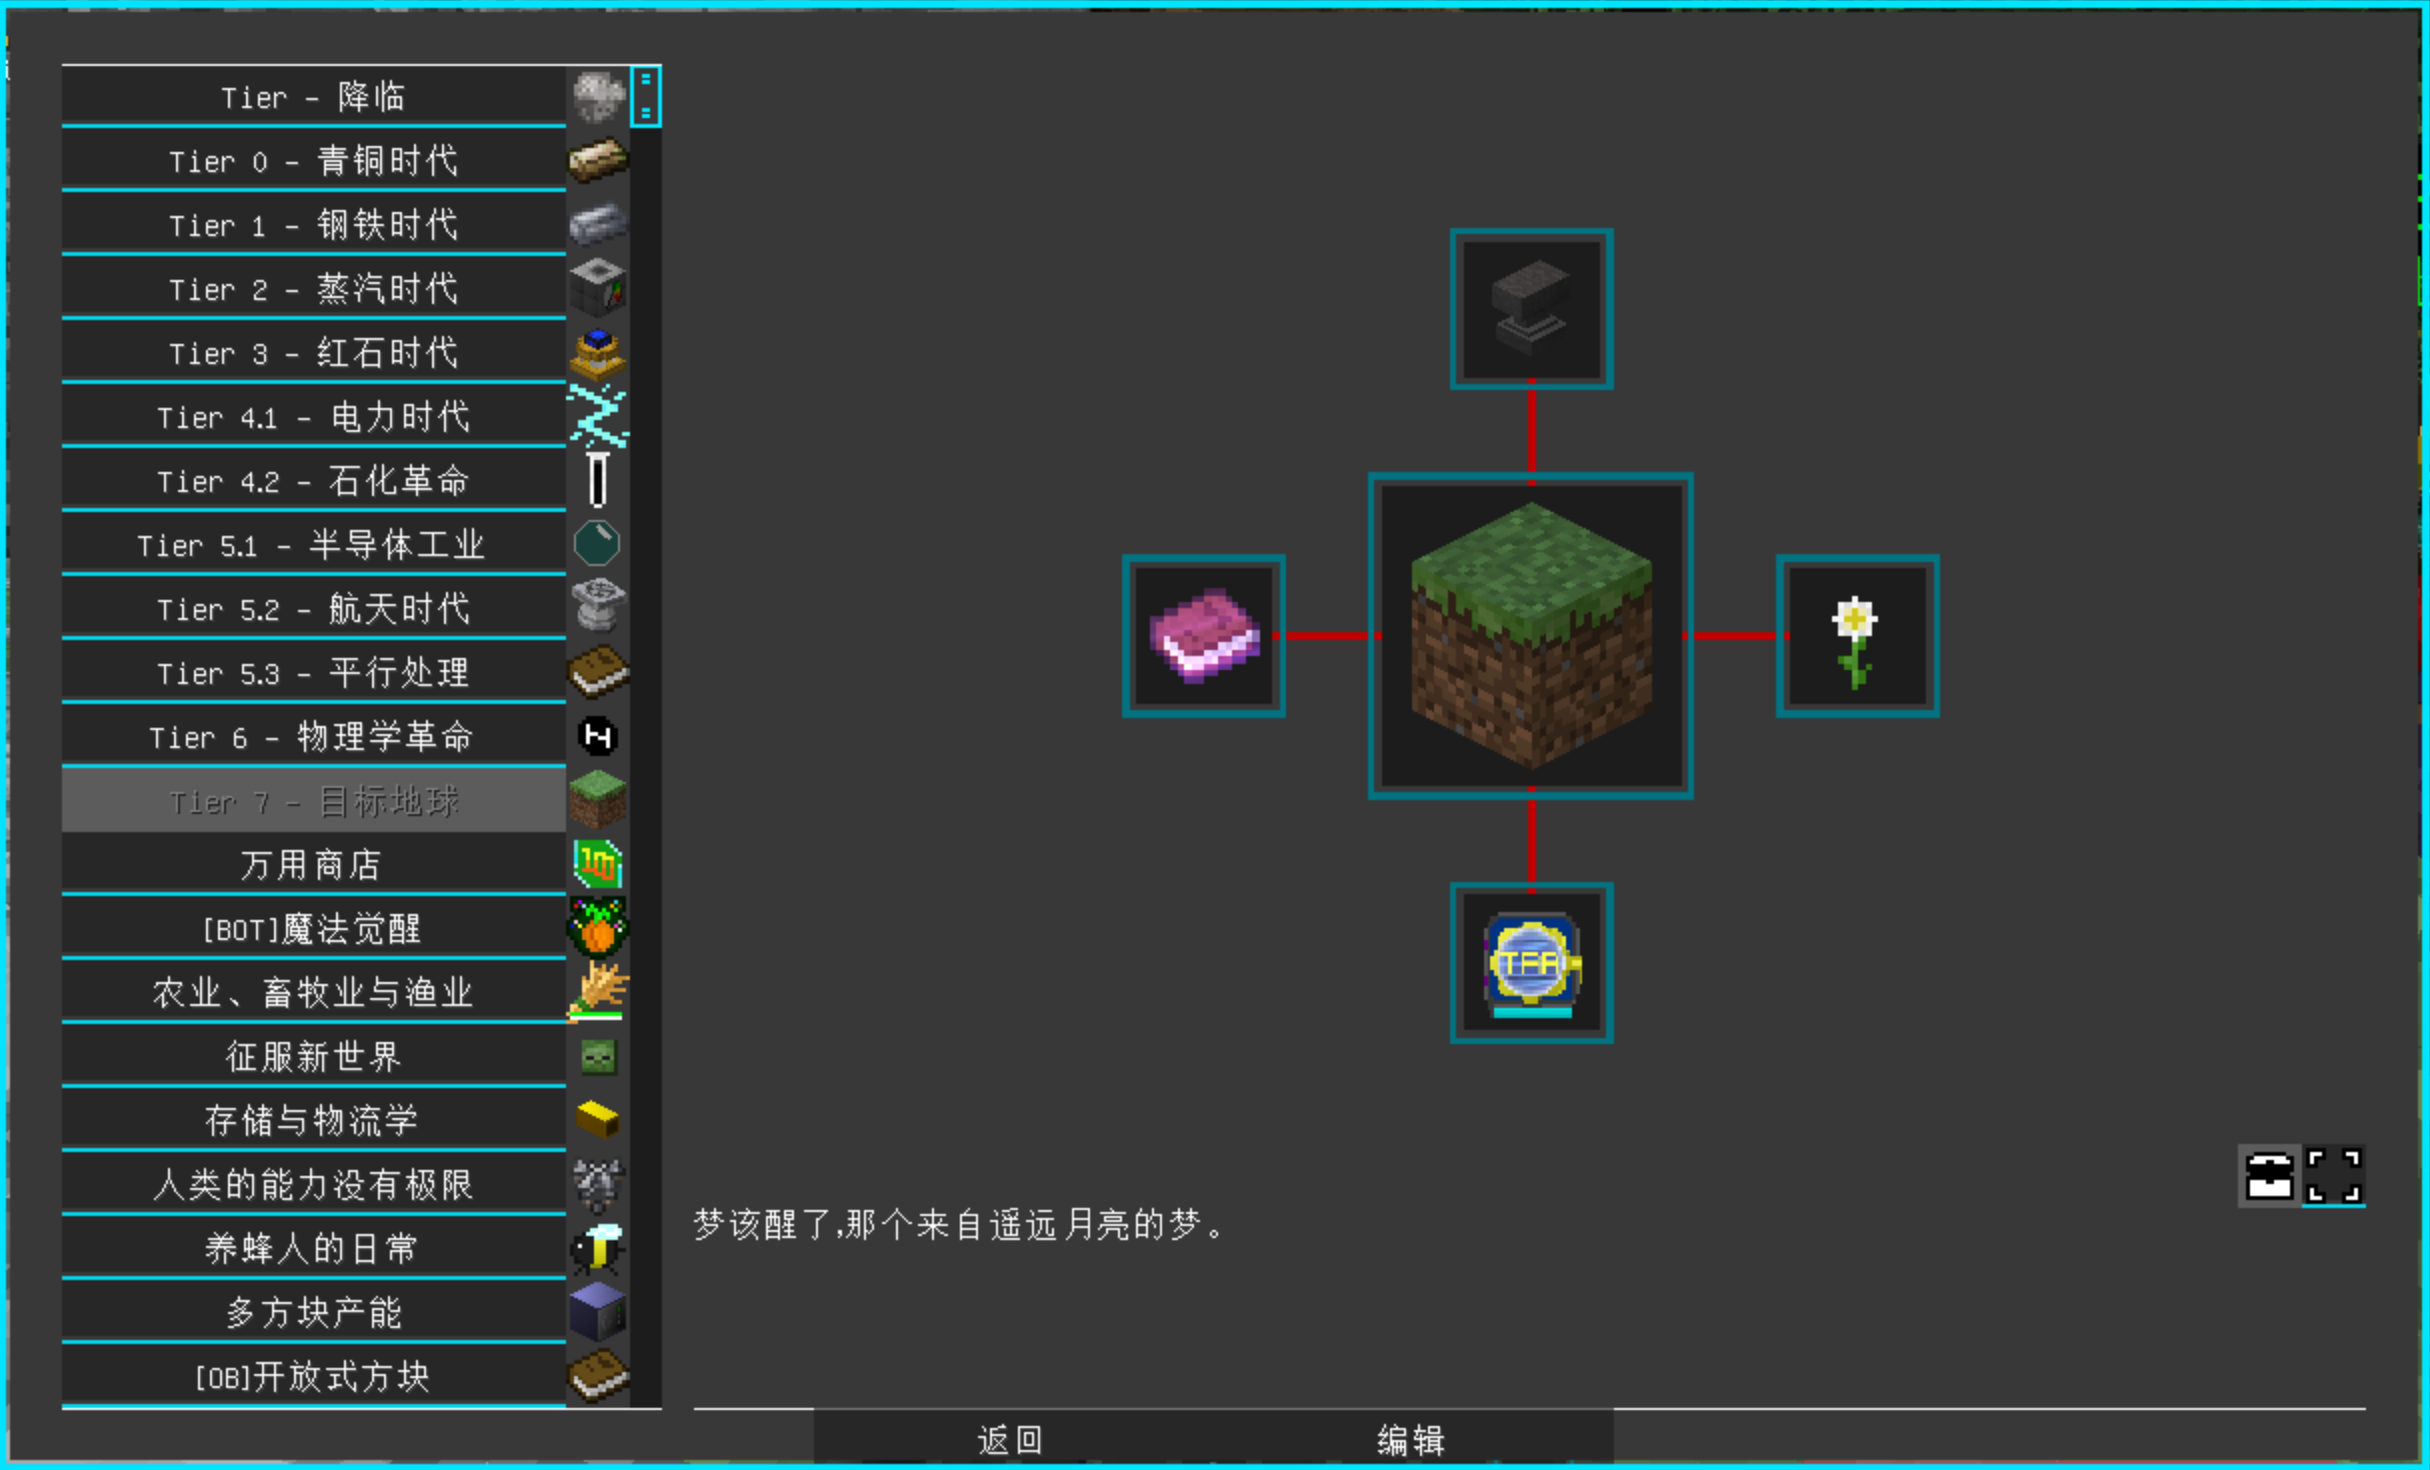 Tier - 降临
Tier 0 - 青铜时代
Tier 1 - 钢铁时代
Tier 2 - 蒸汽时代
Tier 3 - 红石时代
Tier 4.1 - 电力时代
Tier 4.2 - 石化革命
Tier 5.1 - 半导体工业
Tier 5.2 - 航天时代
Tier 5.3 - 平行处理
Tier 6 - 物理学革命
Tier 7 - 目标地球
万用商店
[BOT]魔法觉醒
农业、畜牧业与渔业
征服新世界
存储与物流学
人类的能力没有极限
养蜂人的日常
多方块产能
[OB]开放式方块
TFA
梦该醒了,那个来自遥远月亮的梦。
返回
编辑